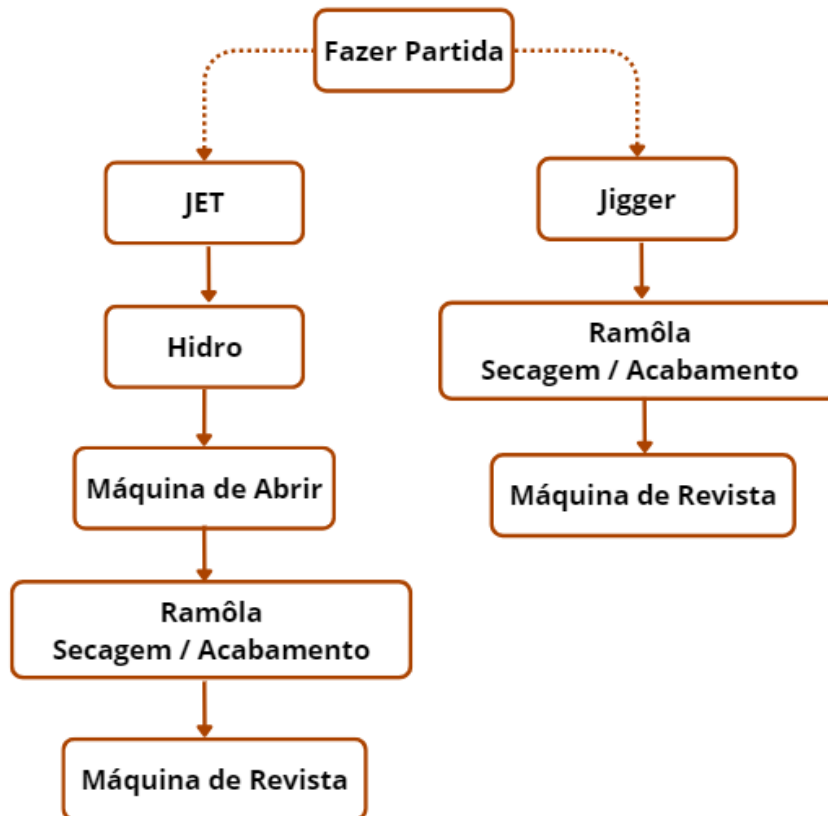 Fazer Partida
JET
Hidro
Máquina de Abrir
Ramôla
Secagem / Acabamento
Máquina de Revista
Jigger
Ramôla
Secagem / Acabamento
Máquina de Revista